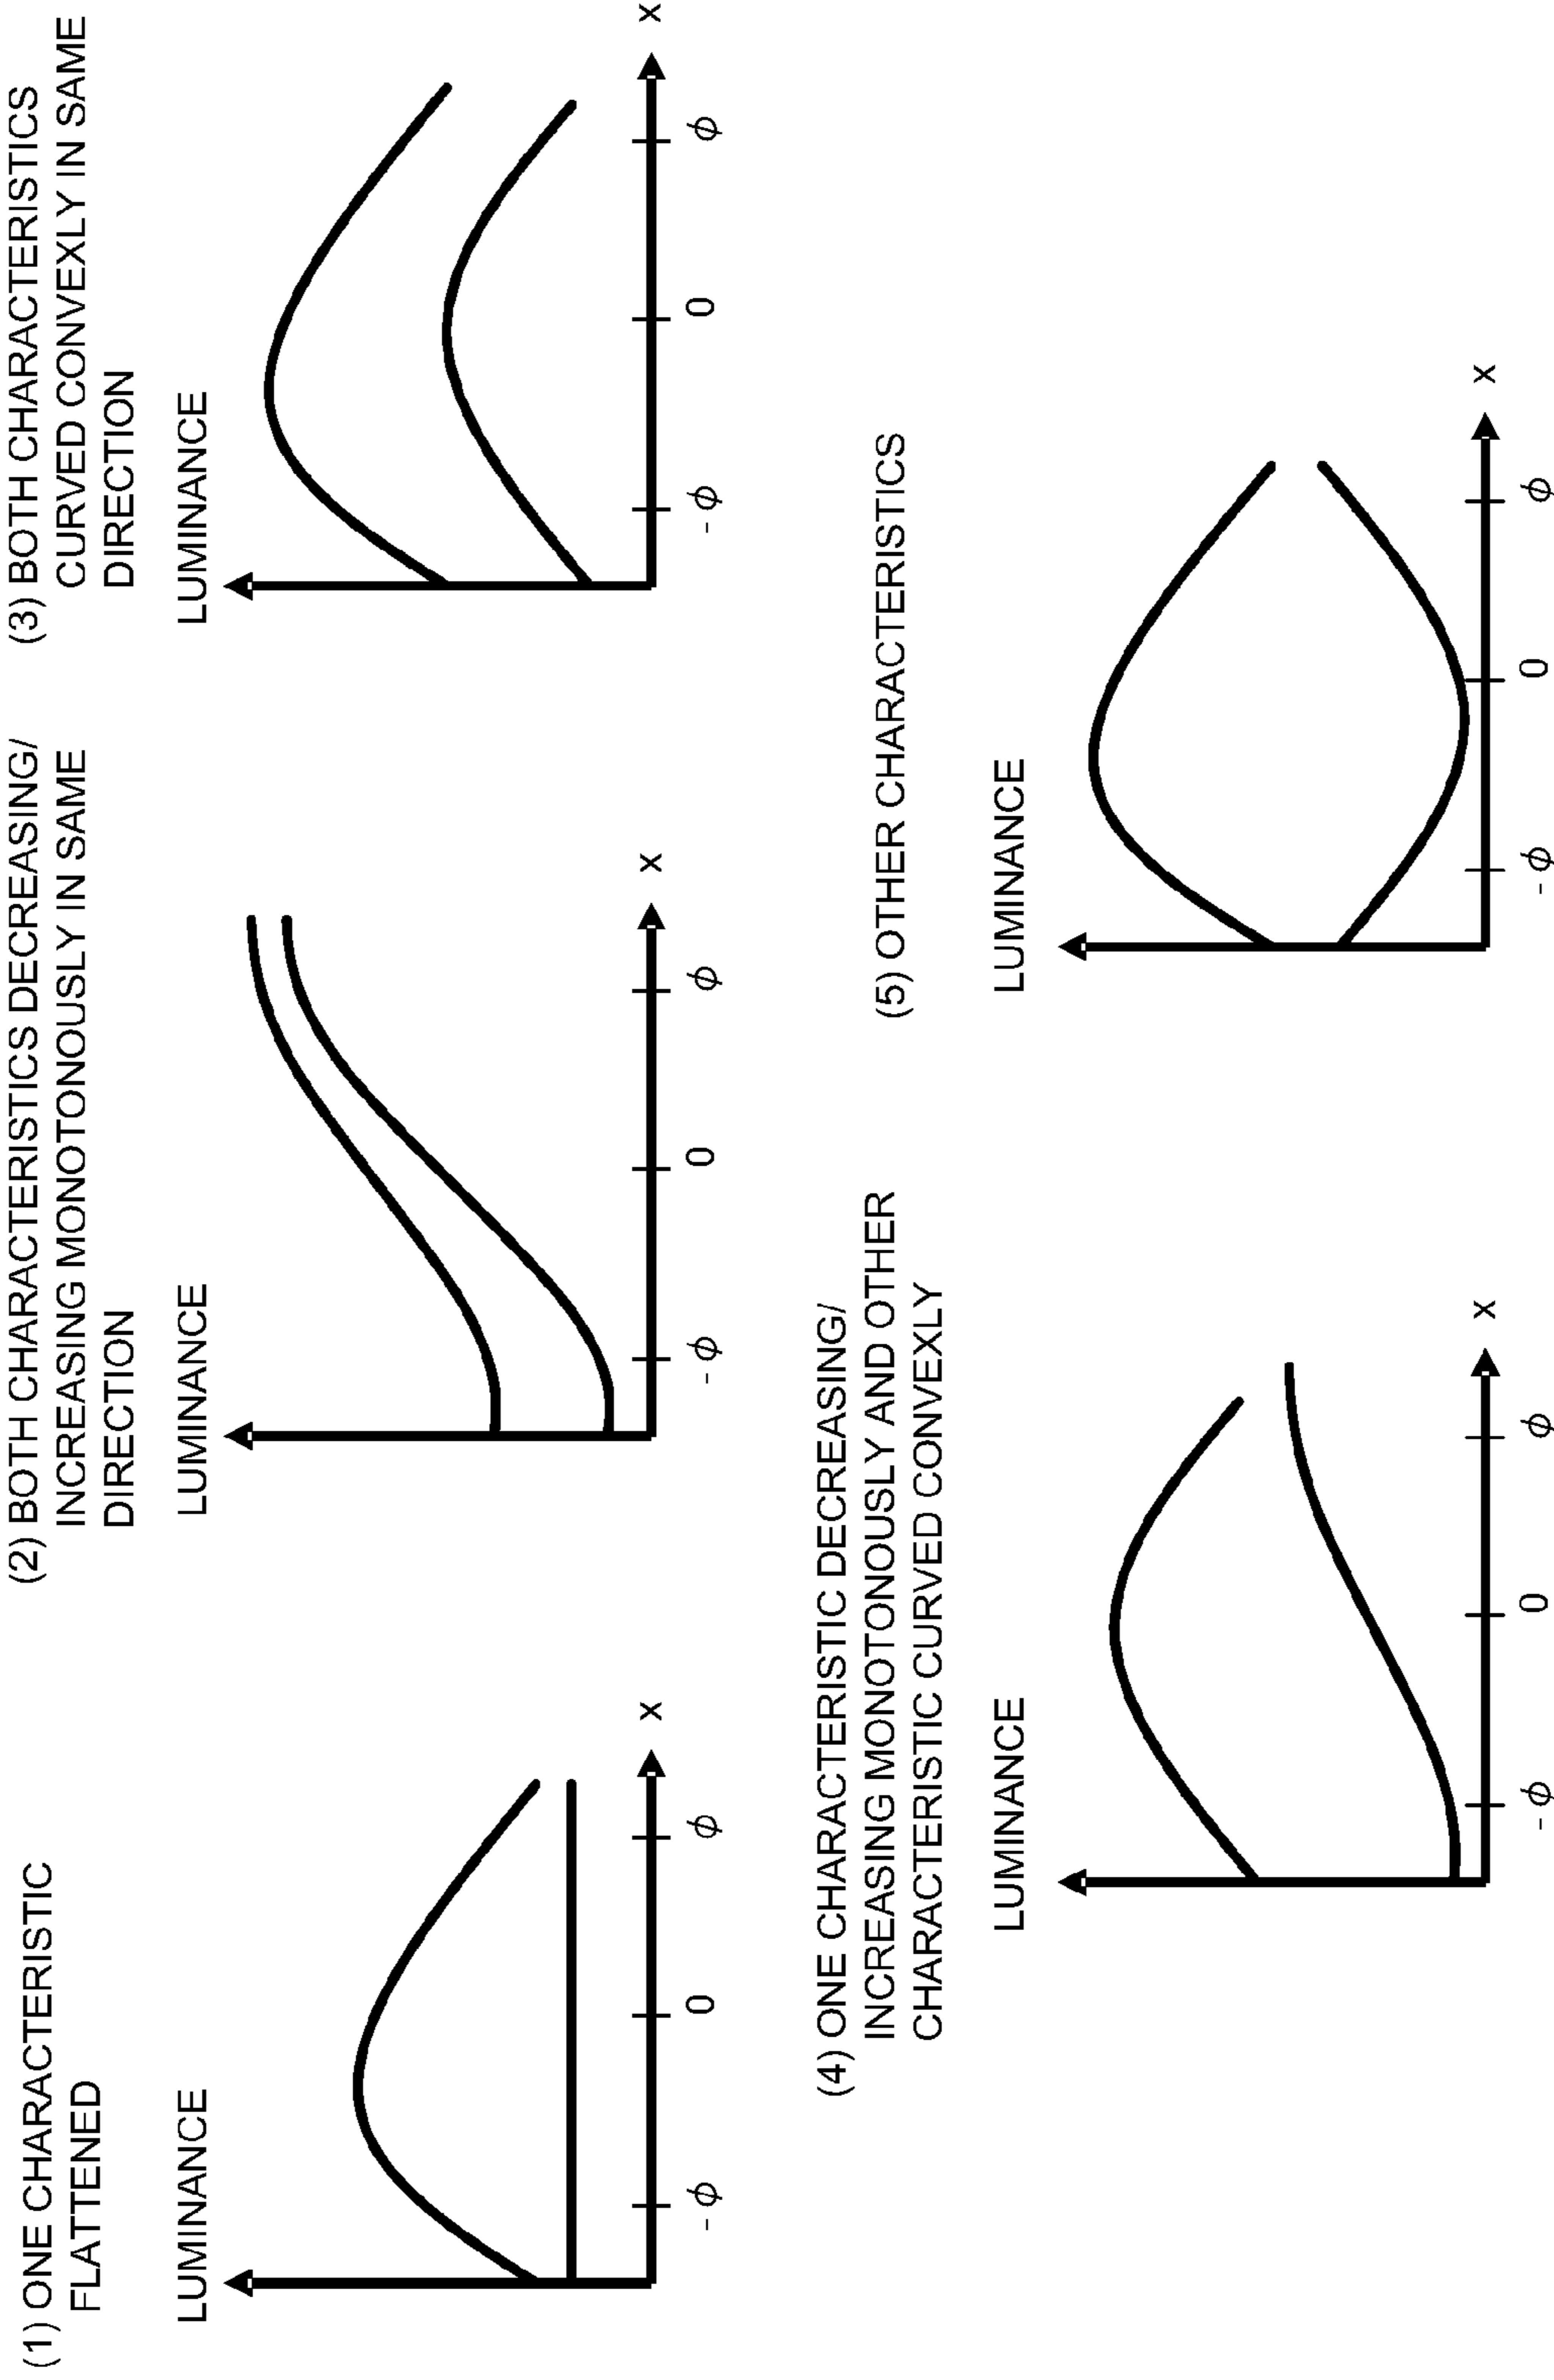 (1) ONE CHARACTERISTIC
FLATTENED
LUMINANCE
x
-ϕ
0
ϕ
(2) BOTH CHARACTERISTICS DECREASING/
INCREASING MONOTONOUSLY IN SAME
DIRECTION
LUMINANCE
x
-ϕ
0
ϕ
(3) BOTH CHARACTERISTICS
CURVED CONVEXLY IN SAME
DIRECTION
LUMINANCE
x
-ϕ
0
ϕ
(4) ONE CHARACTERISTIC DECREASING/
INCREASING MONOTONOUSLY AND OTHER
CHARACTERISTIC CURVED CONVEXLY
LUMINANCE
x
-ϕ
0
ϕ
(5) OTHER CHARACTERISTICS
LUMINANCE
x
-ϕ
0
ϕ